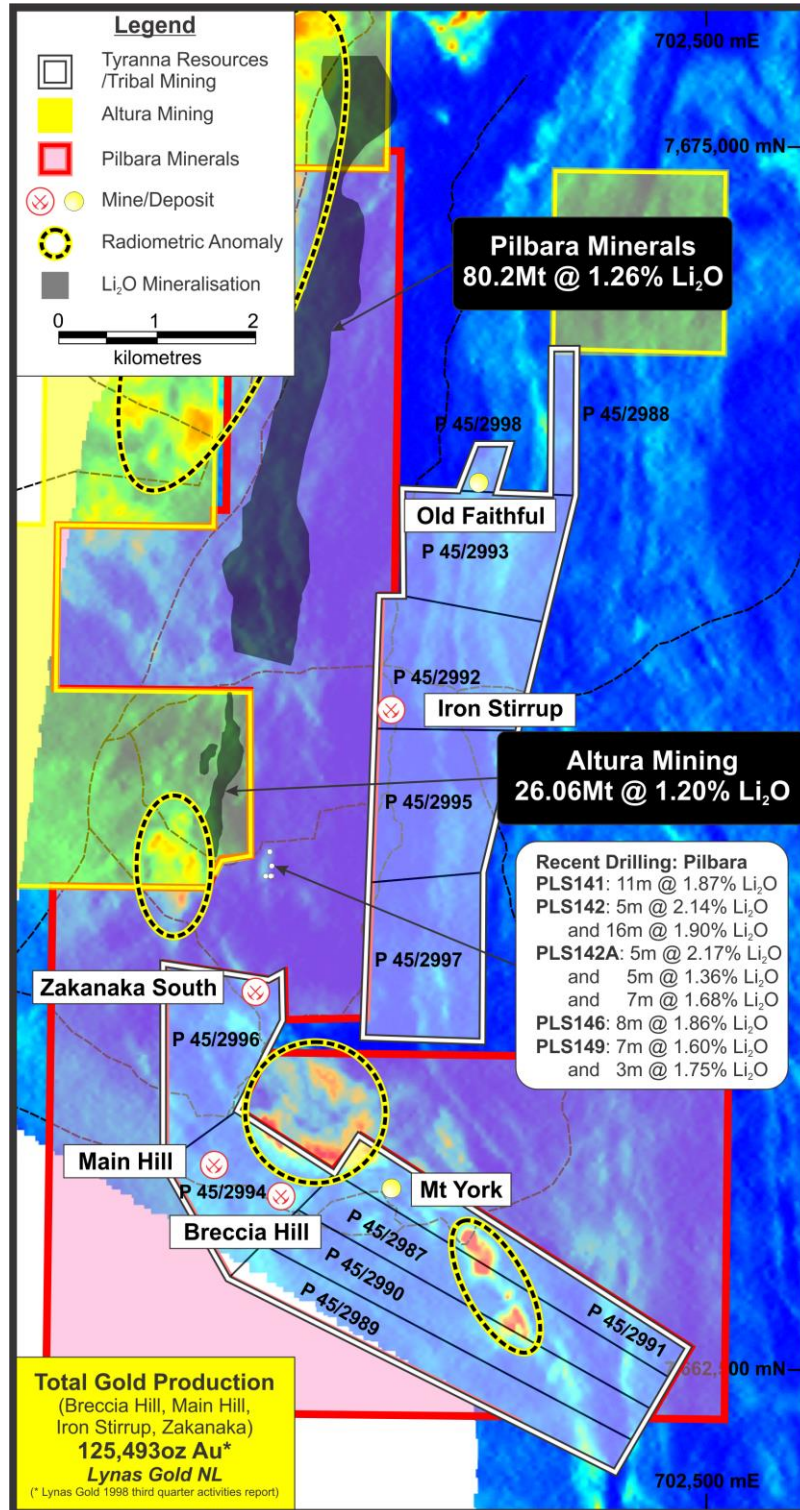 Legend
Tyranna Resources
/Tribal Mining
Altura Mining
Pilbara Minerals
Mine/Deposit
Radiometric Anomaly
Li₂O Mineralisation
0 1 2
kilometres
702,500 mE
7,675,000 mN
Pilbara Minerals
80.2Mt @ 1.26% Li₂O
P 45/2998
P 45/2988
Old Faithful
P 45/2993
P 45/2992
Iron Stirrup
Altura Mining
26.06Mt @ 1.20% Li₂O
P 45/2995
Recent Drilling: Pilbara
PLS141: 11m @ 1.87% Li₂O
PLS142: 5m @ 2.14% Li₂O
and 16m @ 1.90% Li₂O
PLS142A: 5m @ 2.17% Li₂O
and 5m @ 1.36% Li₂O
and 7m @ 1.68% Li₂O
PLS146: 8m @ 1.86% Li₂O
PLS149: 7m @ 1.60% Li₂O
and 3m @ 1.75% Li₂O
P 45/2997
Zakanaka South
P 45/2996
Main Hill
P 45/2994
Mt York
Breccia Hill
P 45/2987
P 45/2990
P 45/2989
P 45/2991
7,662,500 mN
Total Gold Production
(Breccia Hill, Main Hill,
Iron Stirrup, Zakanaka)
125,493oz Au*
Lynas Gold NL
(* Lynas Gold 1998 third quarter activities report)
702,500 mE